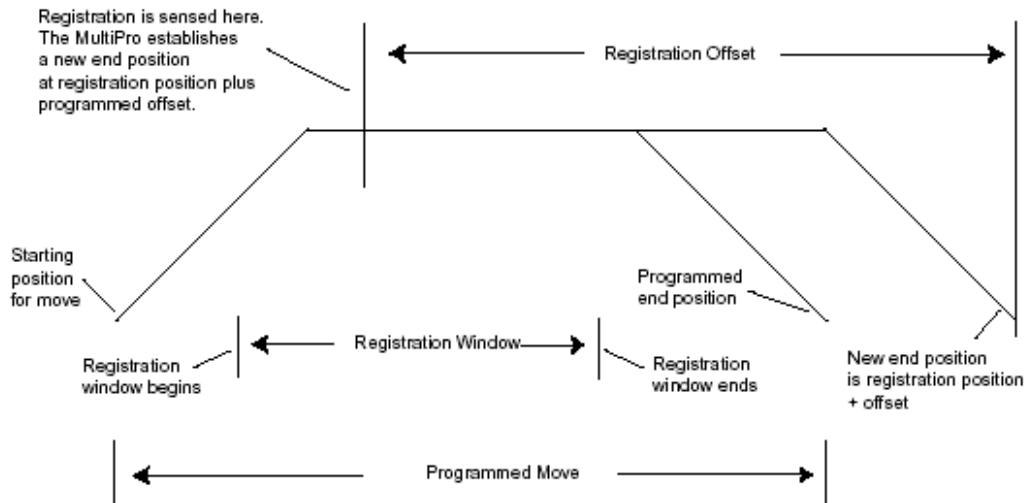 Registration is sensed here.
The MultiPro establishes
a new end position
at registration position plus
programmed offset.
Registration Offset
Starting
position
for move
Programmed
end position
Registration
window begins
Registration Window
Registration
window ends
New end position
is registration position
+ offset
Programmed Move